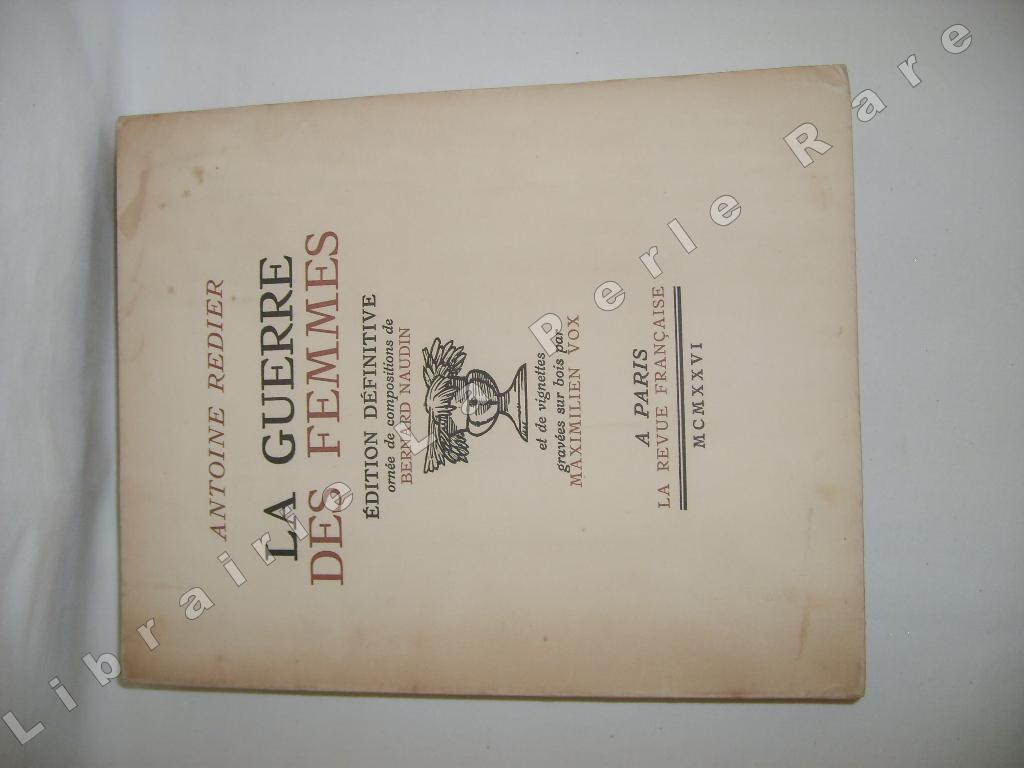 ANTOINE REDIER
LA GUERRE
DES FEMMES
ÉDITION DÉFINITIVE
ornée de compositions de
BERNARD NAUDIN
et de vignettes
gravées sur bois par
MAXIMILIEN VOX
A PARIS
LA REVUE FRANÇAISE
MCMXXVI
Librairie La Perle Rare